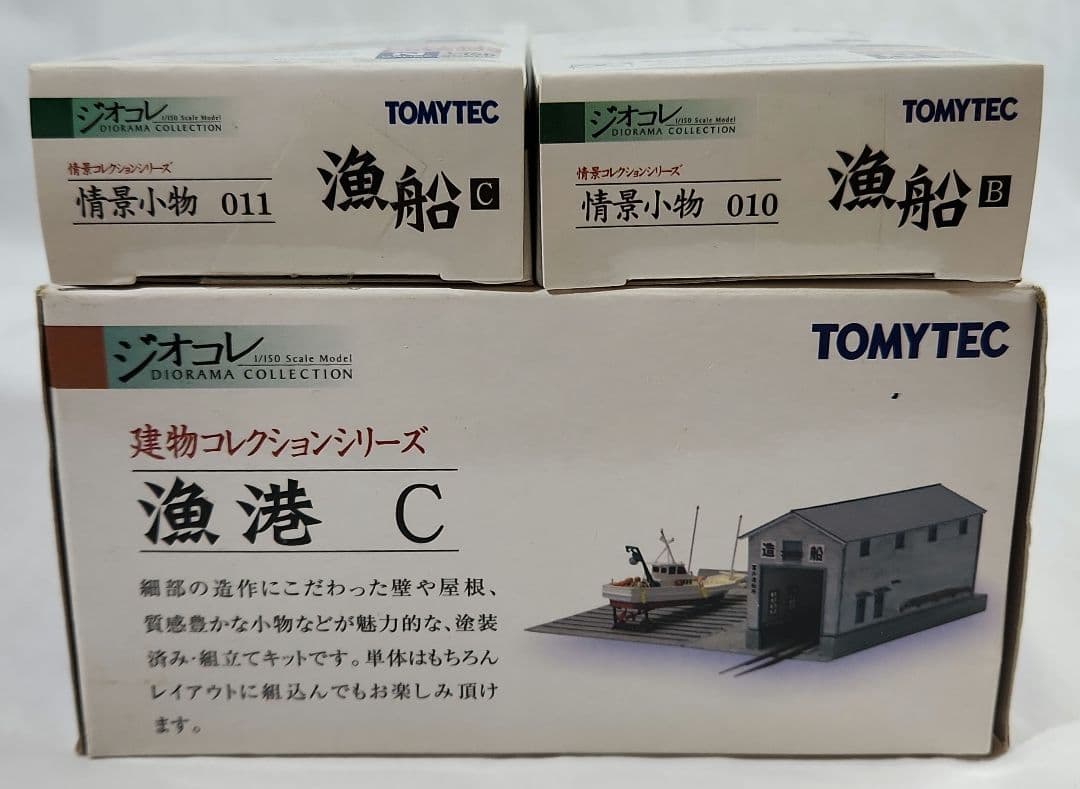 ジオコレ
1/150 Scale Model
DIORAMA COLLECTION
TOMYTEC
情景コレクションシリーズ
情景小物 011
漁船 C
ジオコレ
1/150 Scale Model
DIORAMA COLLECTION
TOMYTEC
情景コレクションシリーズ
情景小物 010
漁船 B
ジオコレ
1/150 Scale Model
DIORAMA COLLECTION
TOMYTEC
建物コレクションシリーズ
漁港 C
細部の造作にこだわった壁や屋根、
質感豊かな小物などが魅力的な、塗装
済み・組立てキットです。単体はもちろん
レイアウトに組込んでもお楽しみ頂け
ます。
造船